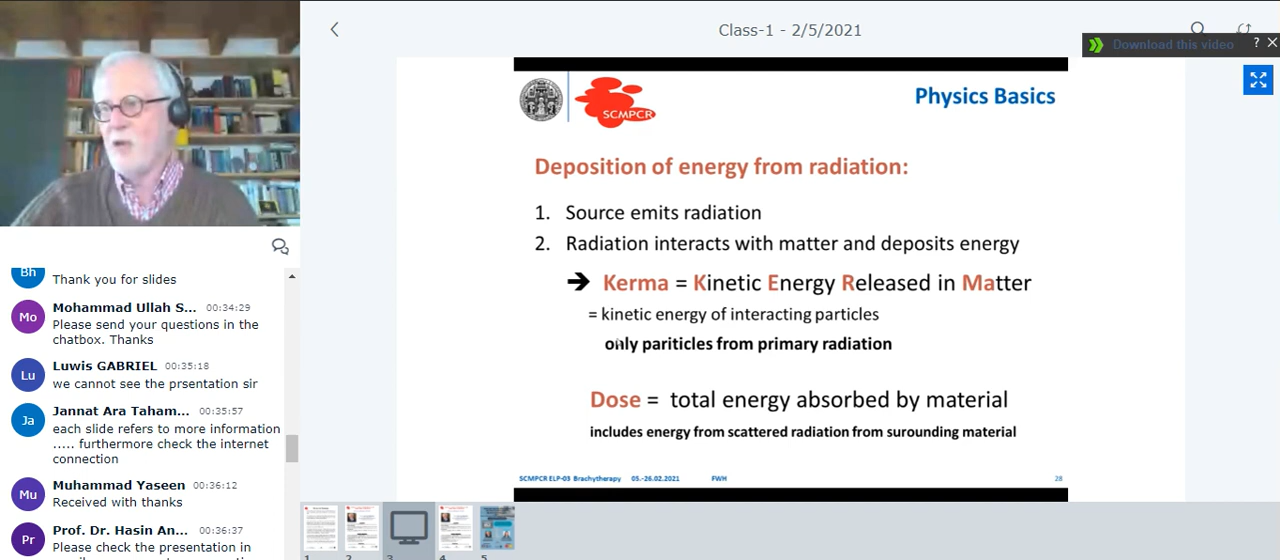 Class-1 - 2/5/2021
Download this video
? ×
SCMPCR
Physics Basics
Deposition of energy from radiation:
1. Source emits radiation
2. Radiation interacts with matter and deposits energy
➔ Kerma = Kinetic Energy Released in Matter
= kinetic energy of interacting particles
only pariticles from primary radiation
Dose = total energy absorbed by material
includes energy from scattered radiation from surounding material
SCMPCR ELP-03 Brachytherapy 05.-26.02.2021 FWH 28
1 2 3 4 5
Bh
Thank you for slides
Mo
Mohammad Ullah S... 00:34:29
Please send your questions in the
chatbox. Thanks
Lu
Luwis GABRIEL 00:35:18
we cannot see the prsentation sir
Ja
Jannat Ara Taham... 00:35:57
each slide refers to more information
..... furthermore check the internet
connection
Mu
Muhammad Yaseen 00:36:12
Received with thanks
Pr
Prof. Dr. Hasin An... 00:36:37
Please check the presentation in